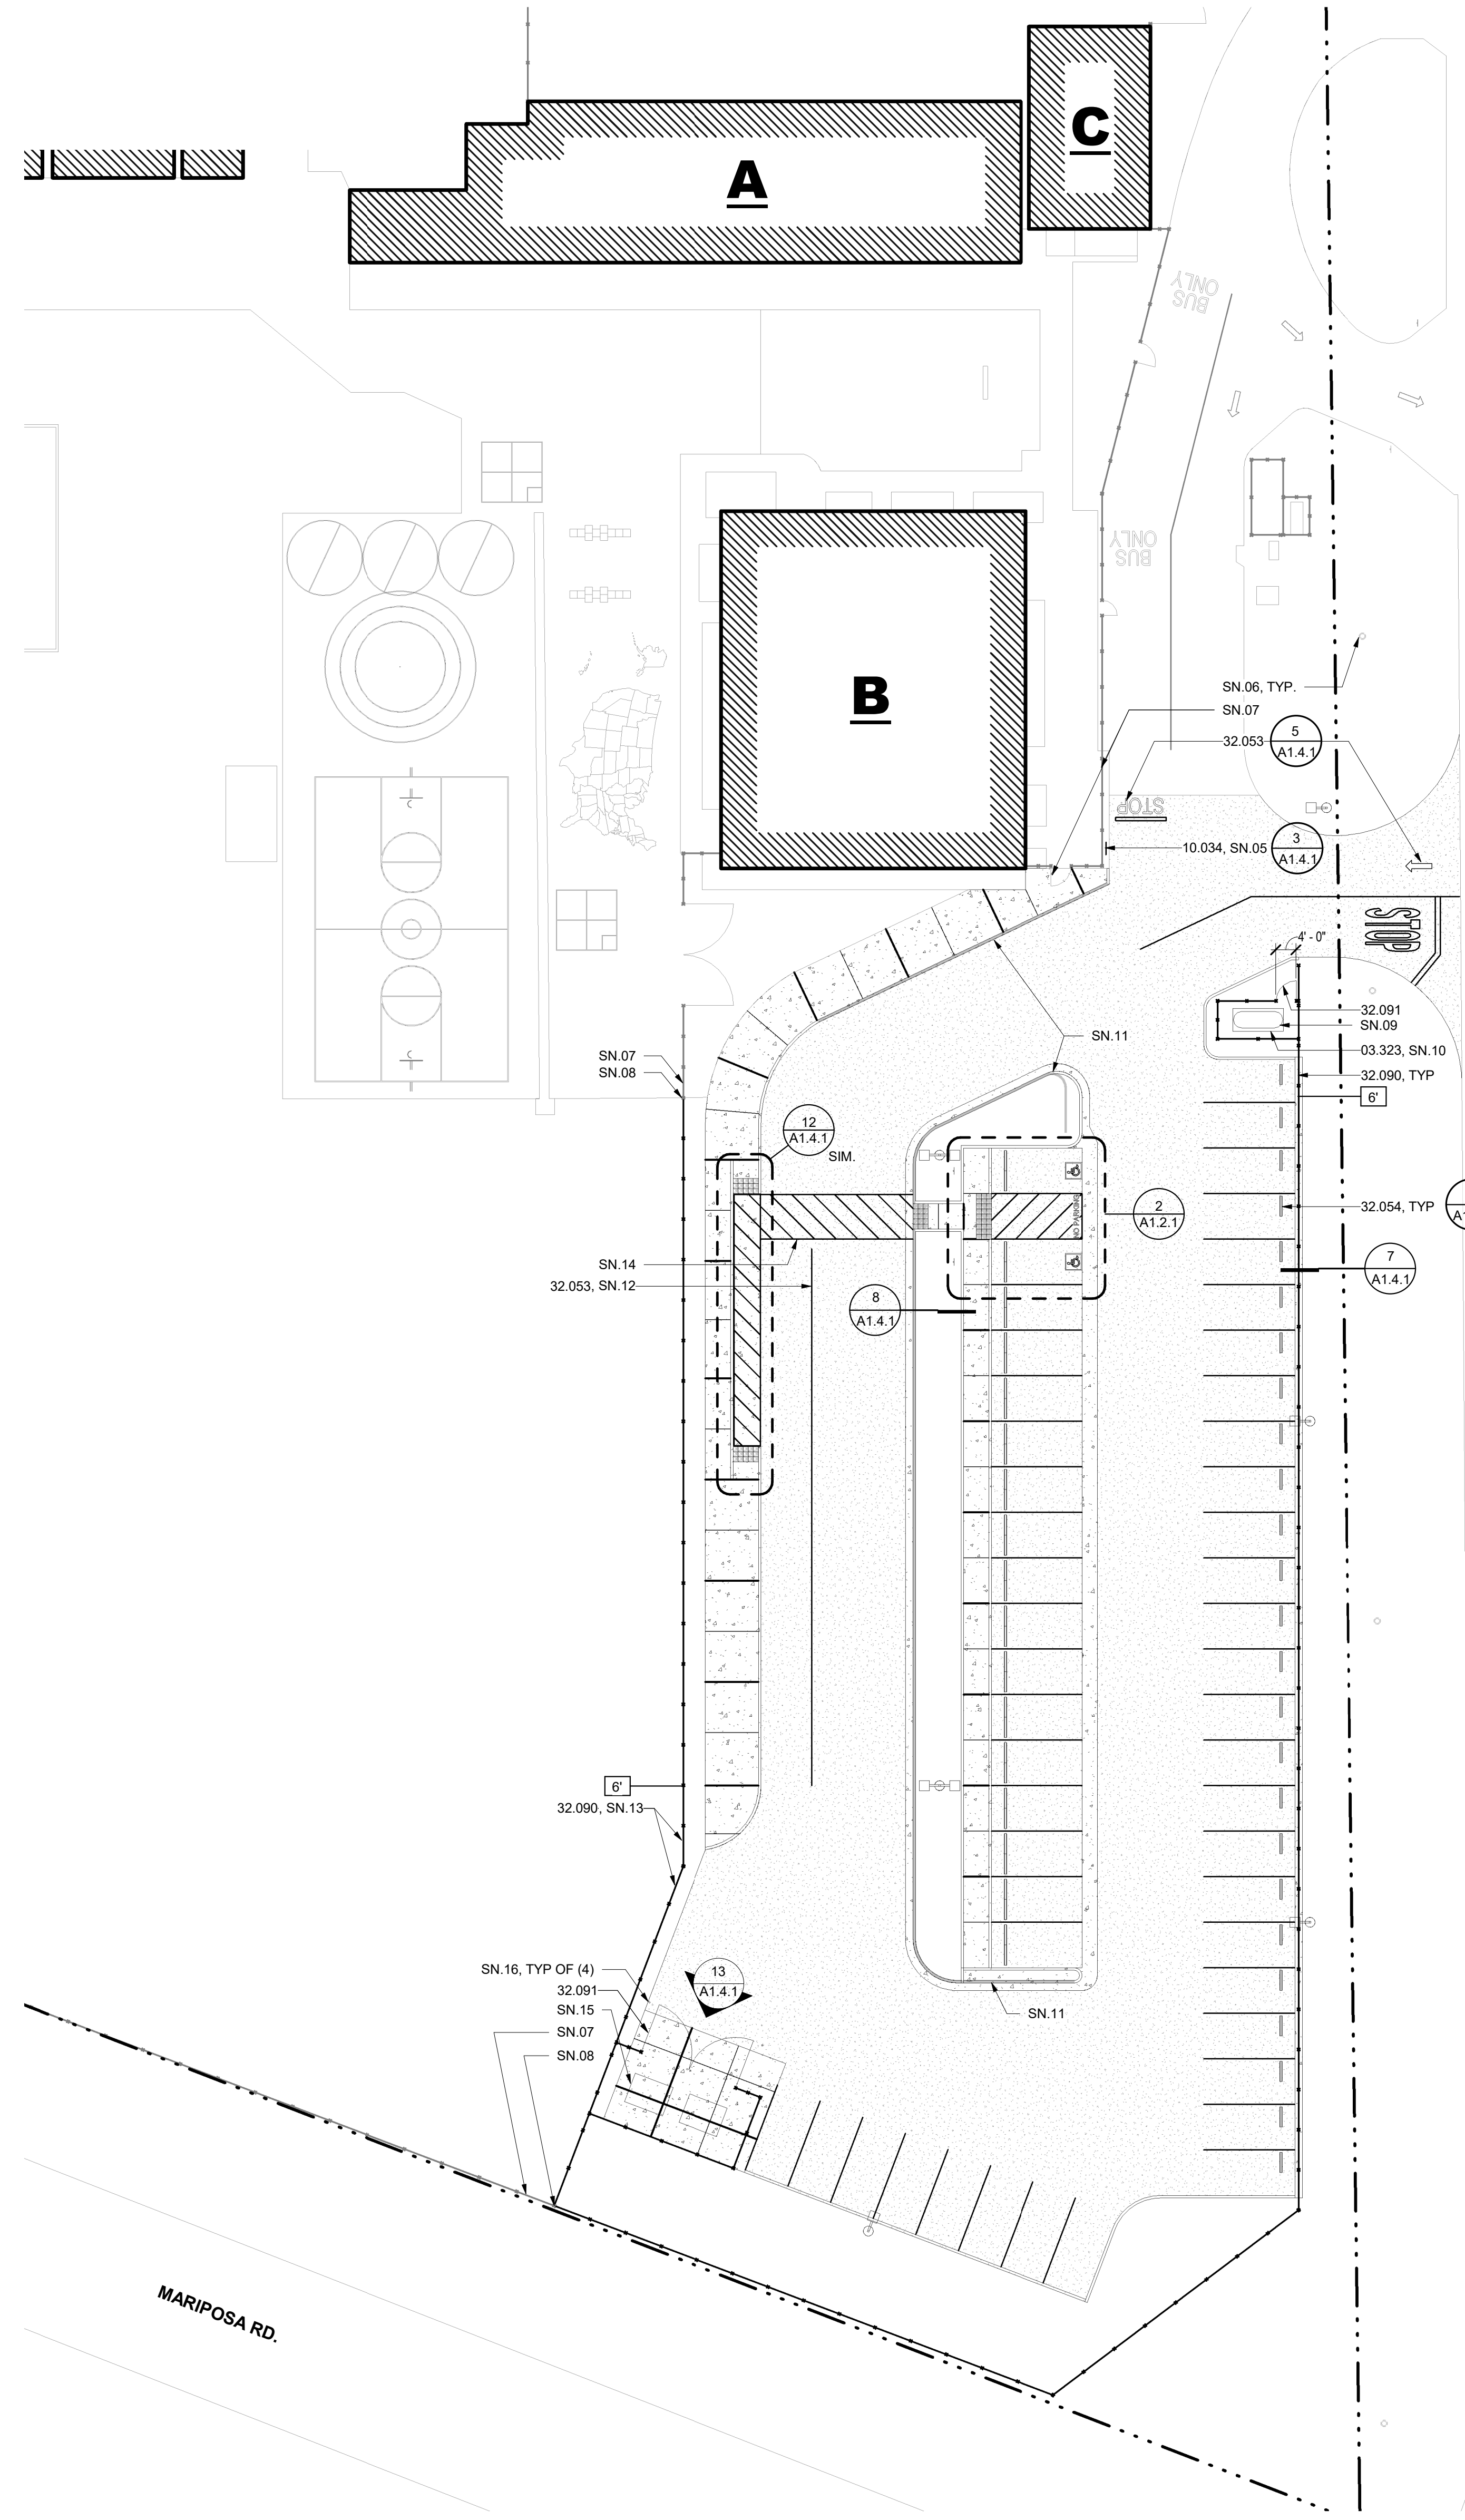 C
A
BUS
ONLY
BUS
ONLY
SN.06, TYP.
B
SN.07
32.053
5
A1.4.1
STOP
10.034, SN.05
3
A1.4.1
STOP
4' - 0"
32.091
SN.09
SN.11
03.323, SN.10
SN.07
SN.08
32.090, TYP
6'
12
A1.4.1
SIM.
2
A1.2.1
NO PARKING
32.054, TYP
SN.14
32.053, SN.12
7
A1.4.1
8
A1.4.1
6'
32.090, SN.13
SN.16, TYP OF (4)
13
A1.4.1
32.091
SN.15
SN.11
SN.07
SN.08
MARIPOSA RD.